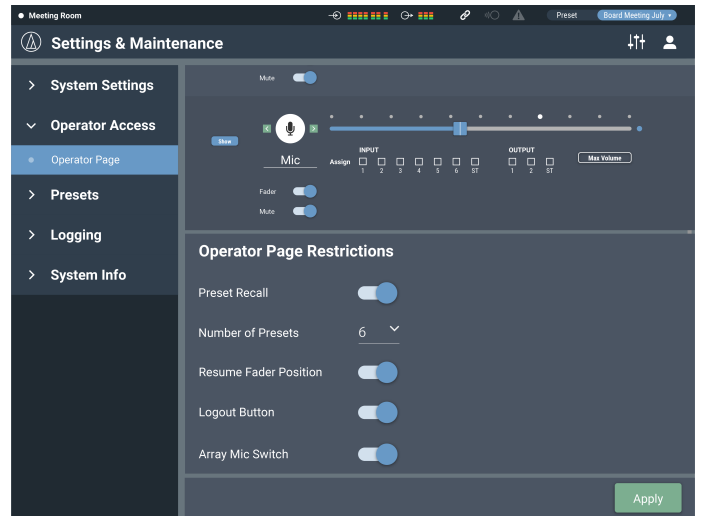 Meeting Room
Preset
Board Meeting July
Settings & Maintenance
System Settings
Operator Access
Operator Page
Presets
Logging
System Info
Mute
Show
Mic
INPUT
OUTPUT
Assign
1 2 3 4 5 6 ST
1 2 ST
Max Volume
Fader
Mute
Operator Page Restrictions
Preset Recall
Number of Presets 6
Resume Fader Position
Logout Button
Array Mic Switch
Apply